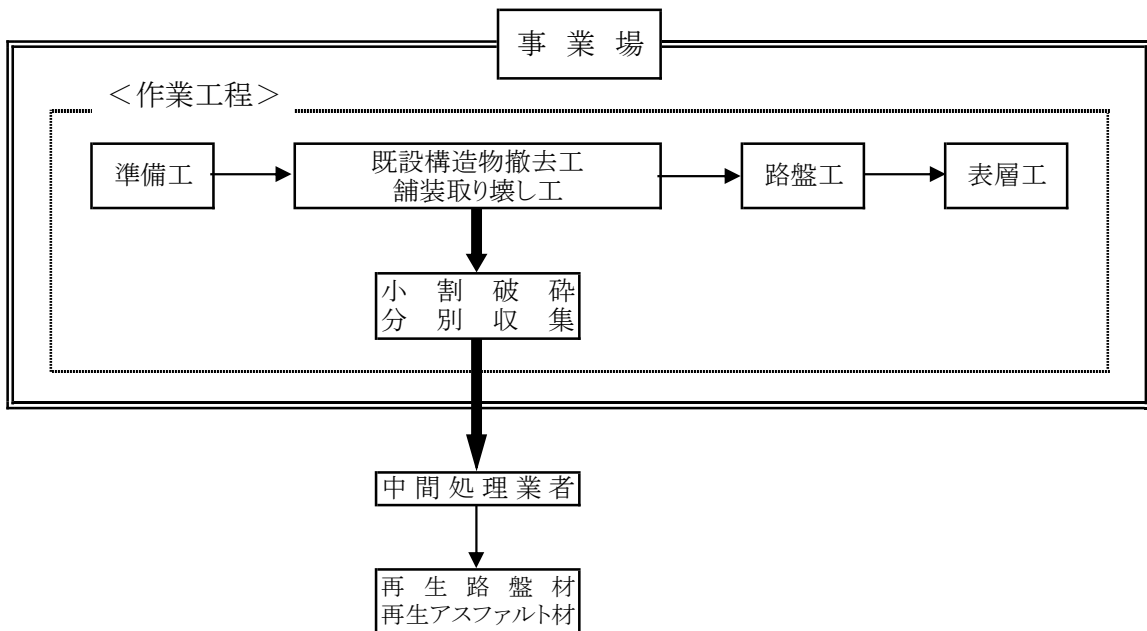 事業場
＜作業工程＞
準備工
既設構造物撤去工
舗装取り壊し工
路盤工
表層工
小割破砕
分別収集
中間処理業者
再生路盤材
再生アスファルト材